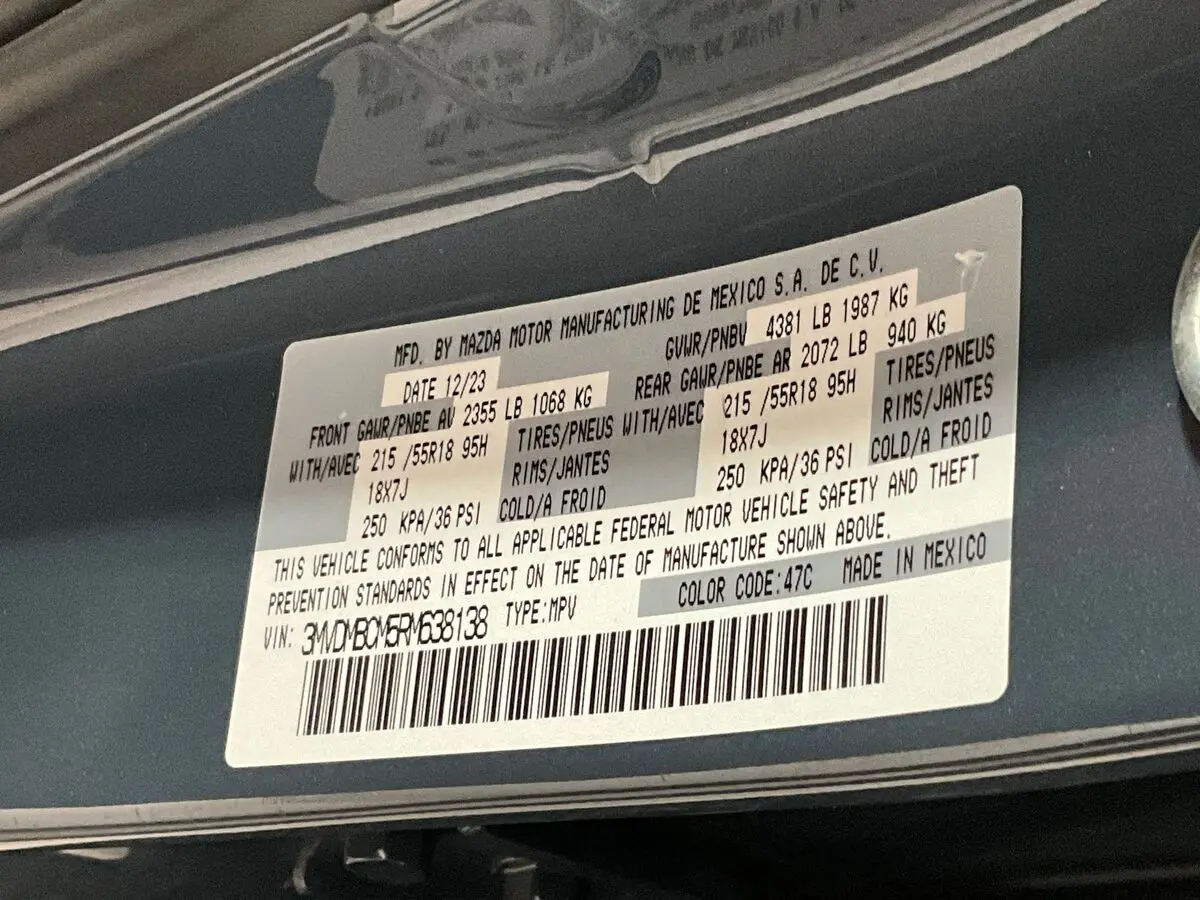 MFD. BY MAZDA MOTOR MANUFACTURING DE MEXICO S.A. DE C.V.
DATE 12/23 GVWR/PNBV 4381 LB 1987 KG
FRONT GAWR/PNBE AV 2355 LB 1068 KG REAR GAWR/PNBE AR 2072 LB 940 KG
WITH/AVEC 215 /55R18 95H TIRES/PNEUS WITH/AVEC 215 /55R18 95H TIRES/PNEUS
18X7J RIMS/JANTES 18X7J RIMS/JANTES
250 KPA/36 PSI COLD/A FROID 250 KPA/36 PSI COLD/A FROID
THIS VEHICLE CONFORMS TO ALL APPLICABLE FEDERAL MOTOR VEHICLE SAFETY AND THEFT
PREVENTION STANDARDS IN EFFECT ON THE DATE OF MANUFACTURE SHOWN ABOVE.
COLOR CODE:47C MADE IN MEXICO
VIN: 3MVDMBCM5RM638138 TYPE:MPV